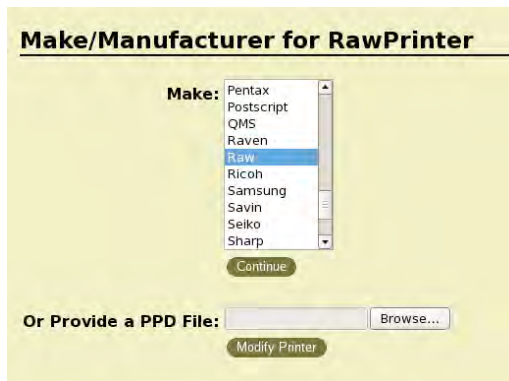 Make/Manufacturer for RawPrinter
Make:
Pentax
Postscript
QMS
Raven
Raw
Ricoh
Samsung
Savin
Seiko
Sharp
Continue
Or Provide a PPD File:
Browse...
Modify Printer